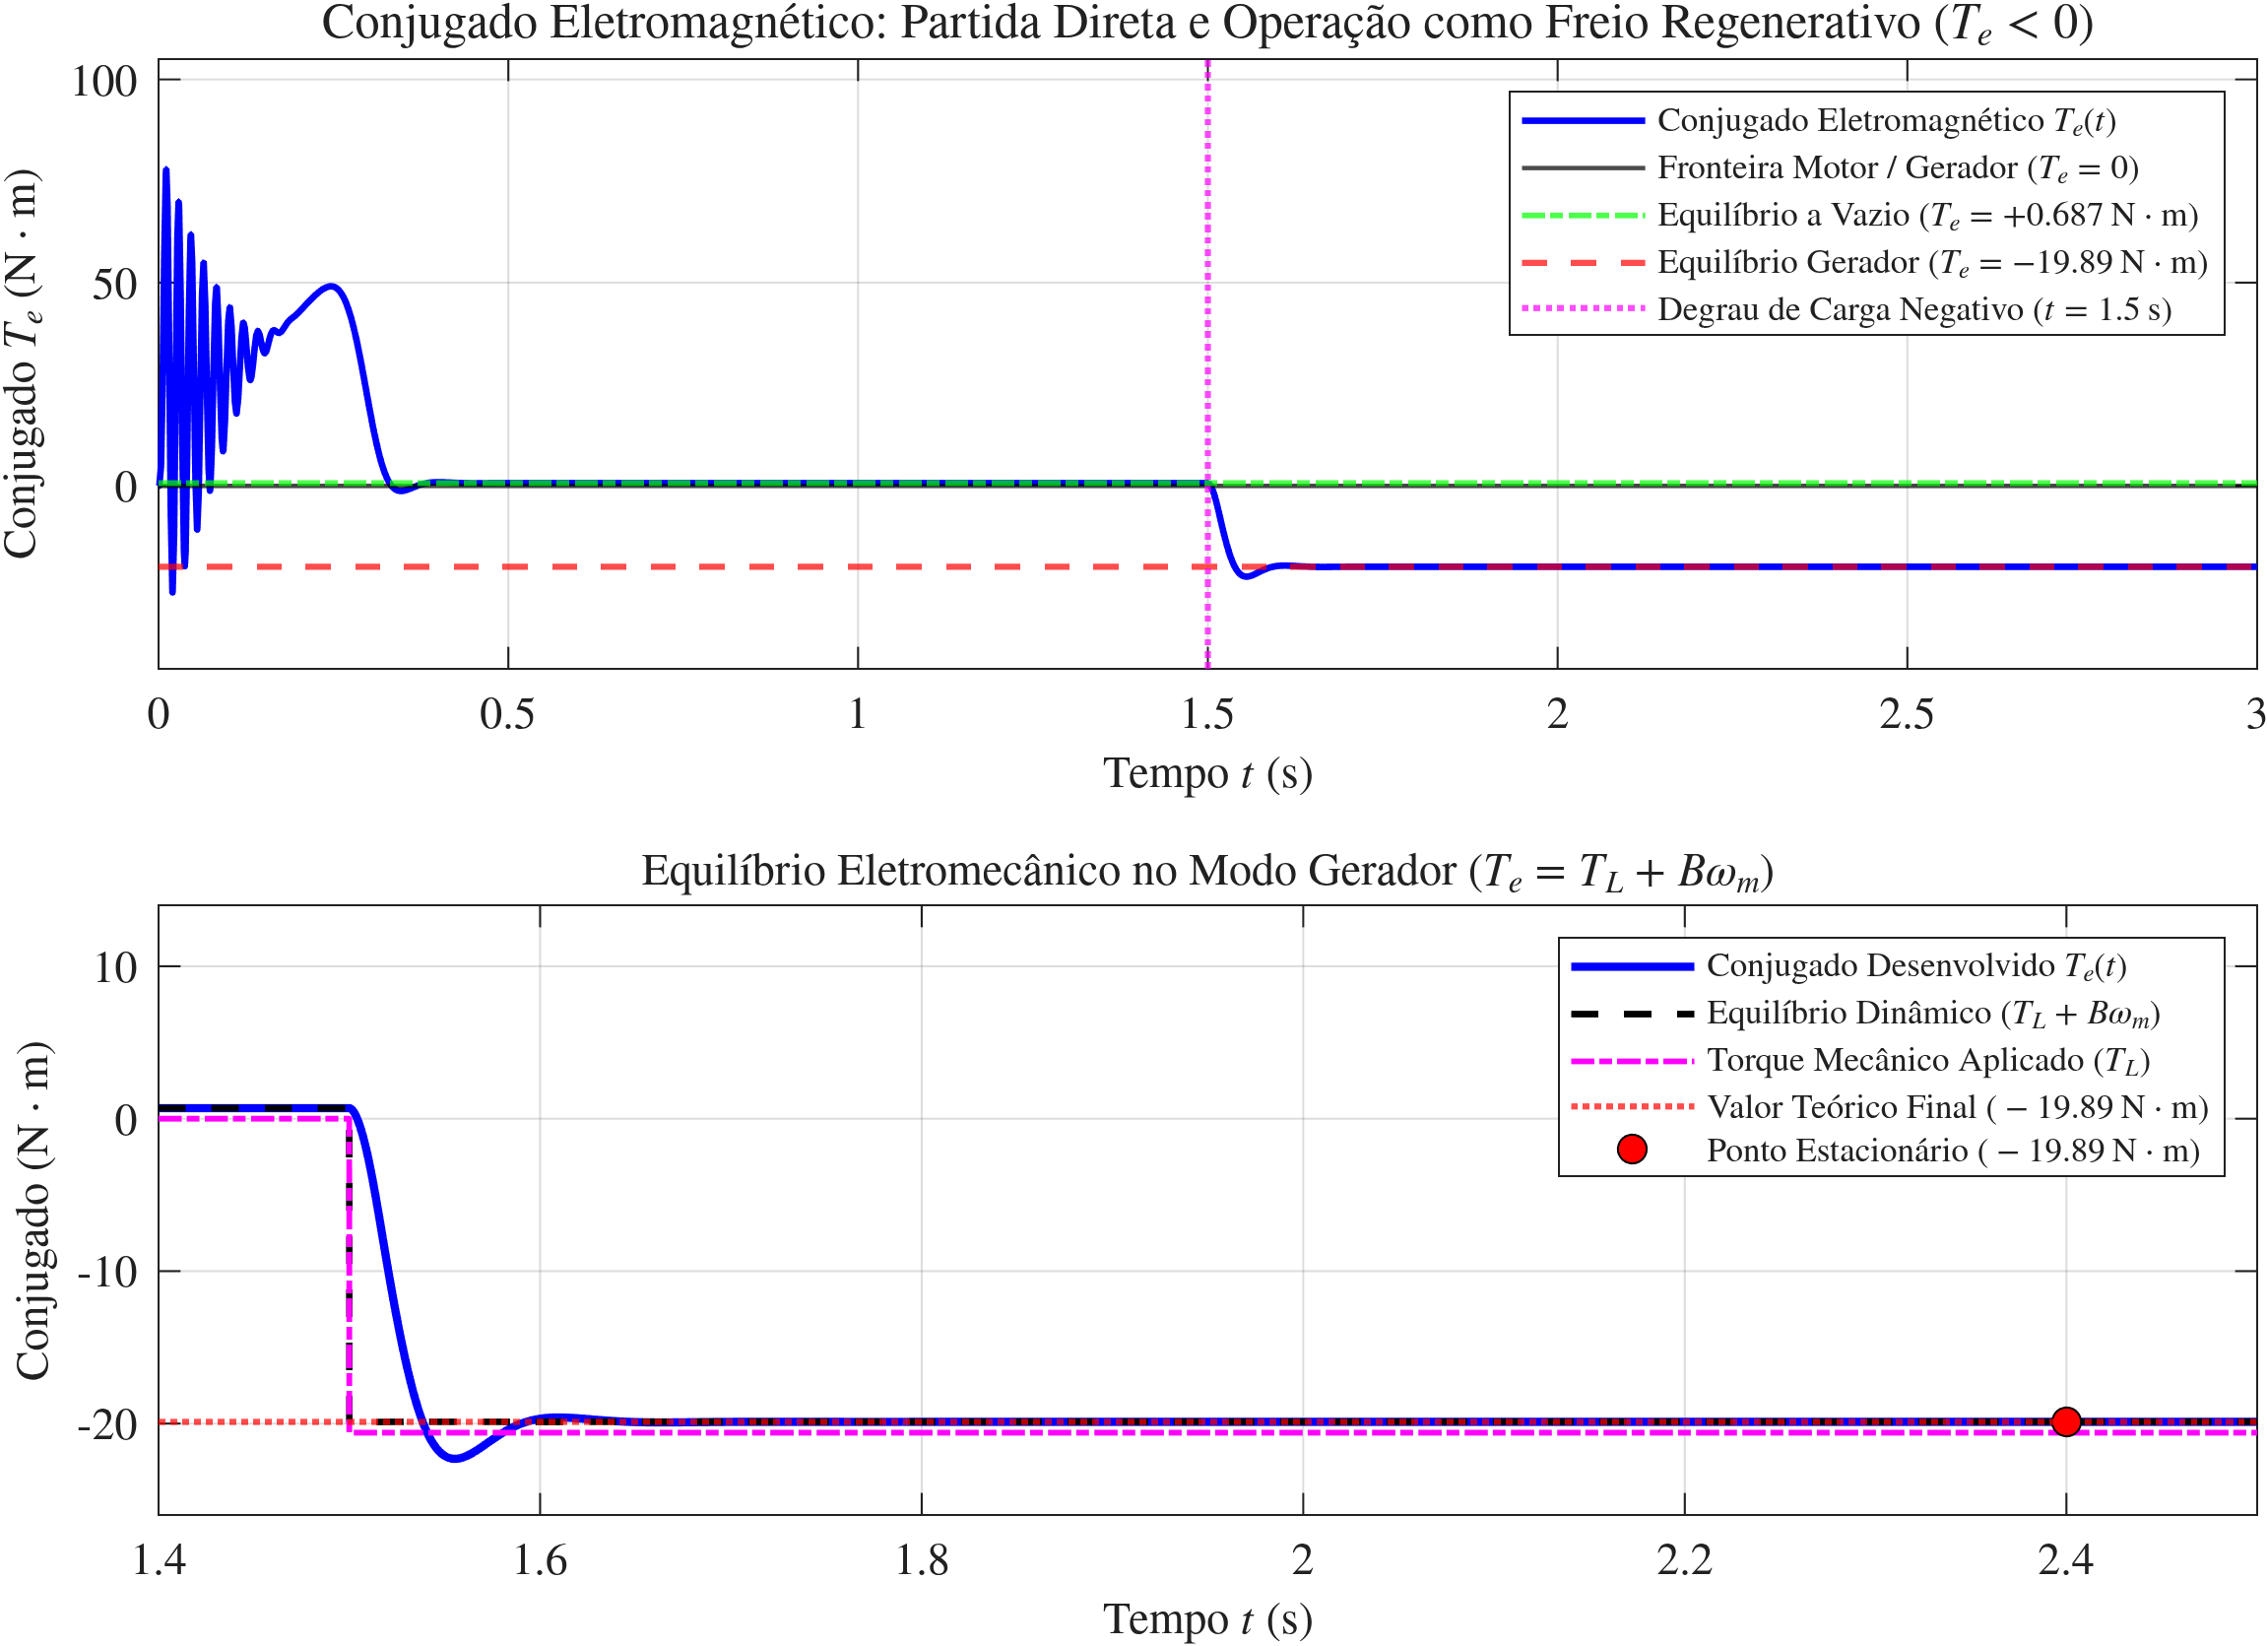 Conjugado Eletromagnético: Partida Direta e Operação como Freio Regenerativo (𝑇ₑ < 0)
Conjugado 𝑇ₑ (N · m)
100
50
0
Conjugado Eletromagnético 𝑇ₑ(𝑡)
Fronteira Motor / Gerador (𝑇ₑ = 0)
Equilíbrio a Vazio (𝑇ₑ = +0.687 N · m)
Equilíbrio Gerador (𝑇ₑ = −19.89 N · m)
Degrau de Carga Negativo (𝑡 = 1.5 s)
0 0.5 1 1.5 2 2.5 3
Tempo 𝑡 (s)
Equilíbrio Eletromecânico no Modo Gerador (𝑇ₑ = 𝑇_L + 𝐵𝜔ₘ)
Conjugado (N · m)
10
0
-10
-20
Conjugado Desenvolvido 𝑇ₑ(𝑡)
Equilíbrio Dinâmico (𝑇_L + 𝐵𝜔ₘ)
Torque Mecânico Aplicado (𝑇_L)
Valor Teórico Final ( − 19.89 N · m)
Ponto Estacionário ( − 19.89 N · m)
1.4 1.6 1.8 2 2.2 2.4
Tempo 𝑡 (s)